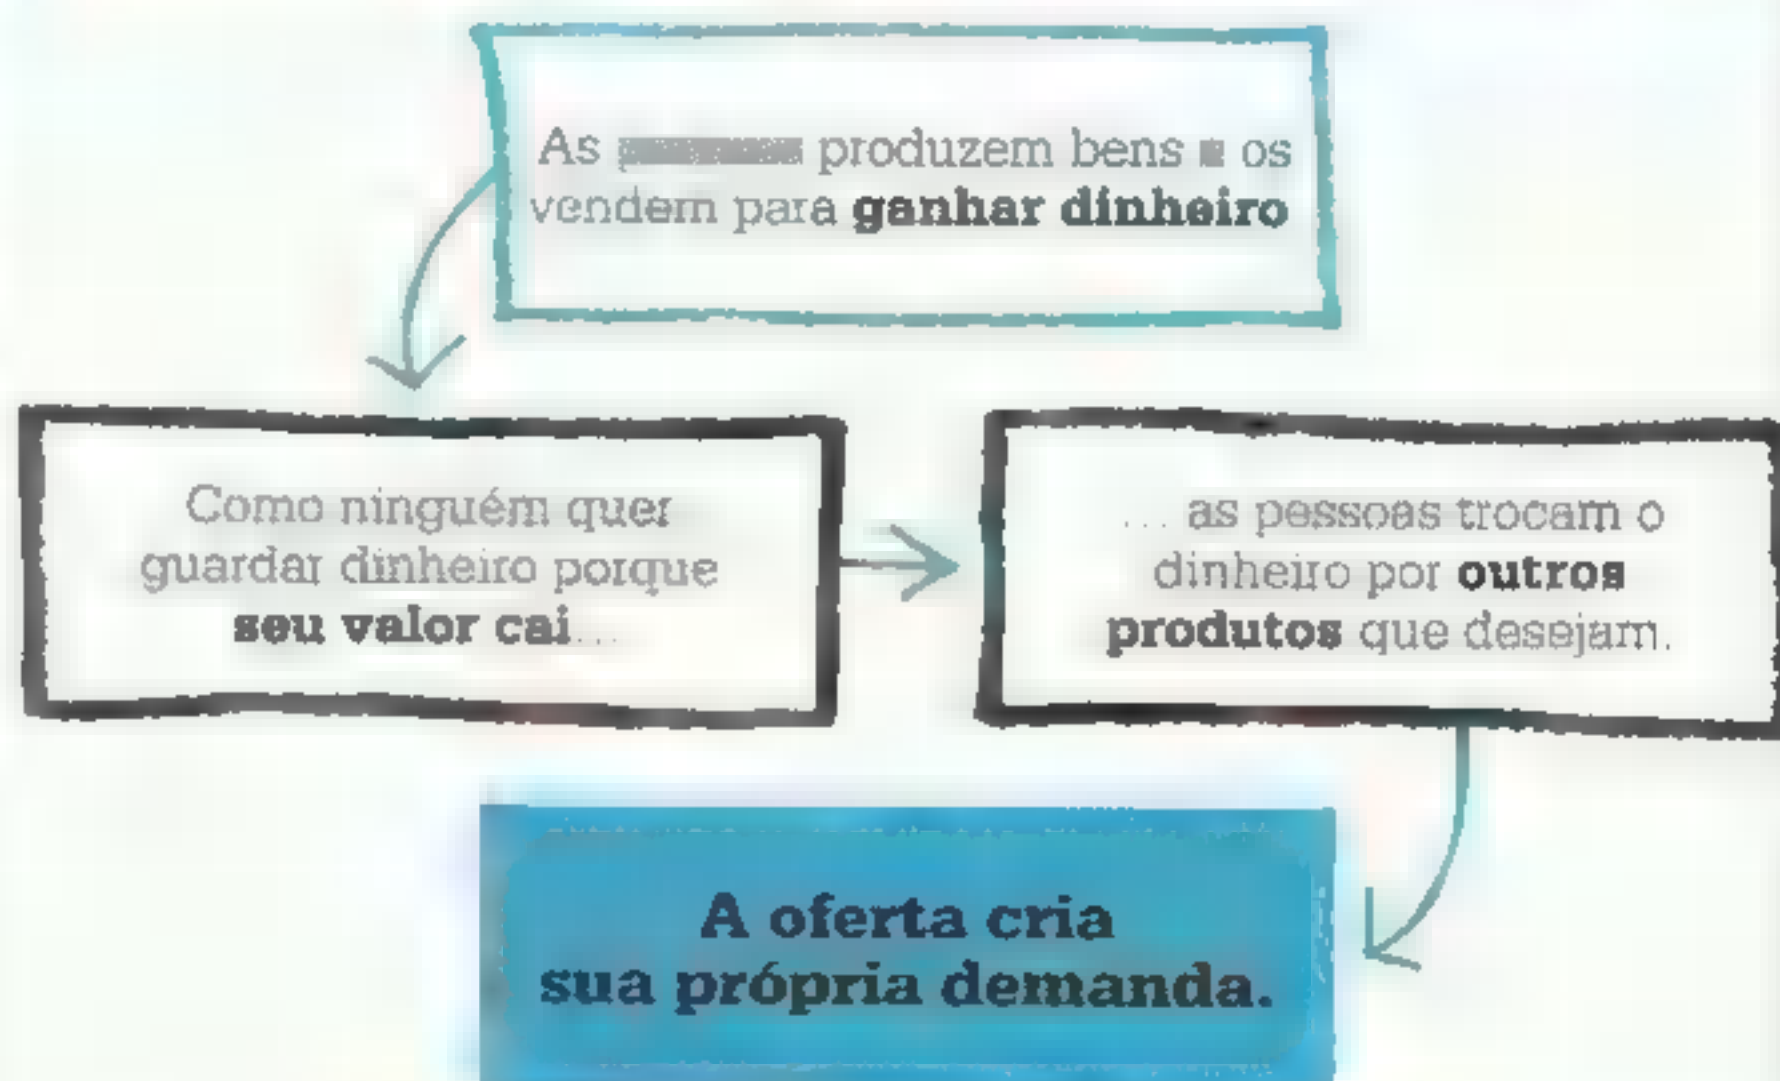 As produzem bens os
vendem para ganhar dinheiro
Como ninguém quer
guardar dinheiro porque
seu valor cai...
... as pessoas trocam o
dinheiro por outros
produtos que desejam.
A oferta cria
sua própria demanda.